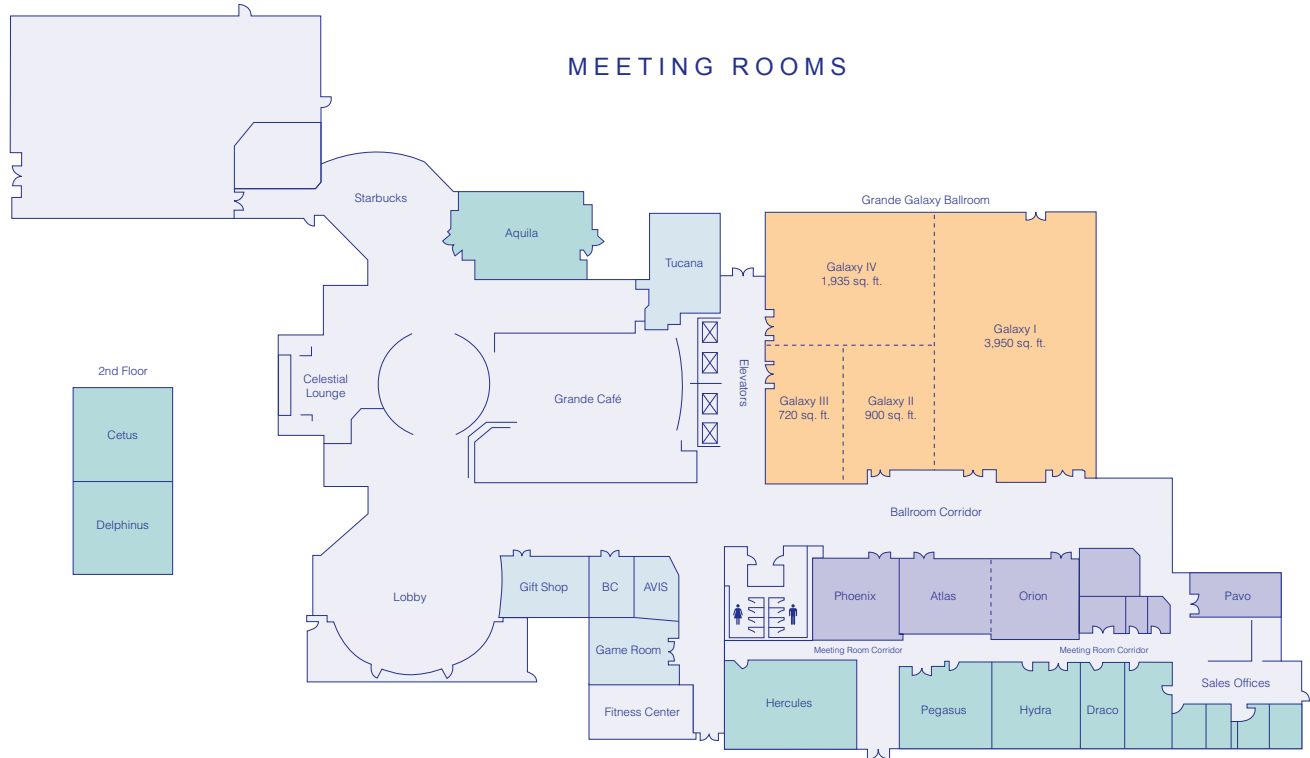 MEETING ROOMS
Starbucks
Grande Galaxy Ballroom
Aquila
Tucana
Galaxy IV
1,935 sq. ft.
Galaxy I
3,950 sq. ft.
2nd Floor
Celestial
Lounge
Grande Café
Elevators
Galaxy III
720 sq. ft.
Galaxy II
900 sq. ft.
Cetus
Delphinus
Ballroom Corridor
Lobby
Gift Shop
BC
AVIS
Phoenix
Atlas
Orion
Pavo
Game Room
Meeting Room Corridor
Meeting Room Corridor
Sales Offices
Fitness Center
Hercules
Pegasus
Hydra
Draco